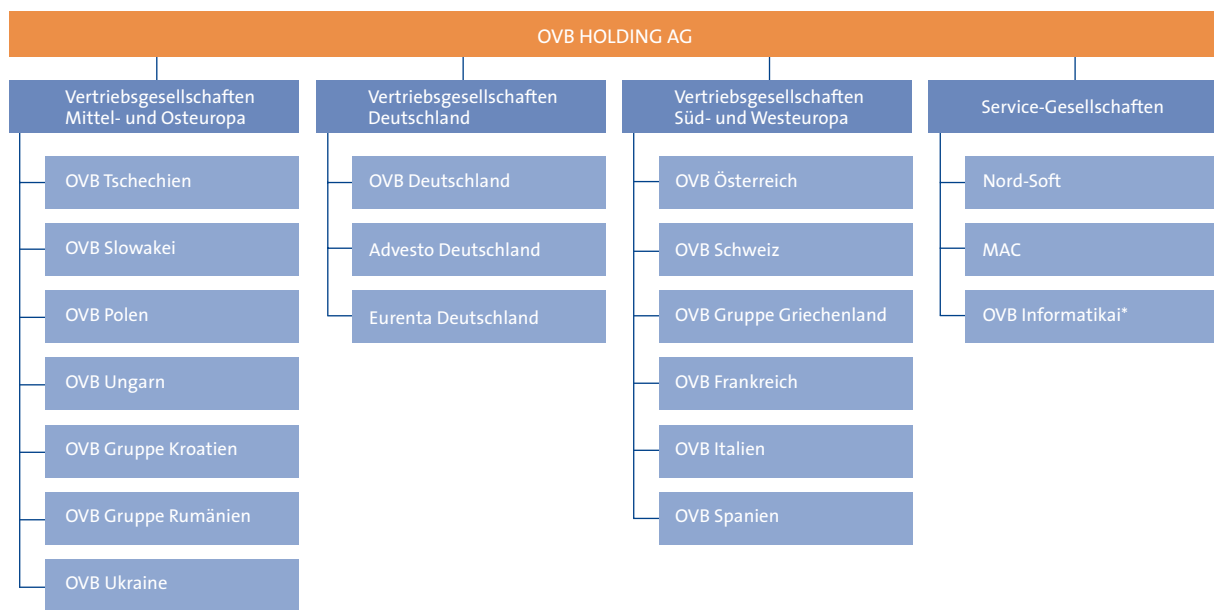 OVB HOLDING AG
Vertriebsgesellschaften
Mittel- und Osteuropa
OVB Tschechien
OVB Slowakei
OVB Polen
OVB Ungarn
OVB Gruppe Kroatien
OVB Gruppe Rumänien
OVB Ukraine
Vertriebsgesellschaften
Deutschland
OVB Deutschland
Advesto Deutschland
Eurenta Deutschland
Vertriebsgesellschaften
Süd- und Westeuropa
OVB Österreich
OVB Schweiz
OVB Gruppe Griechenland
OVB Frankreich
OVB Italien
OVB Spanien
Service-Gesellschaften
Nord-Soft
MAC
OVB Informatikai*